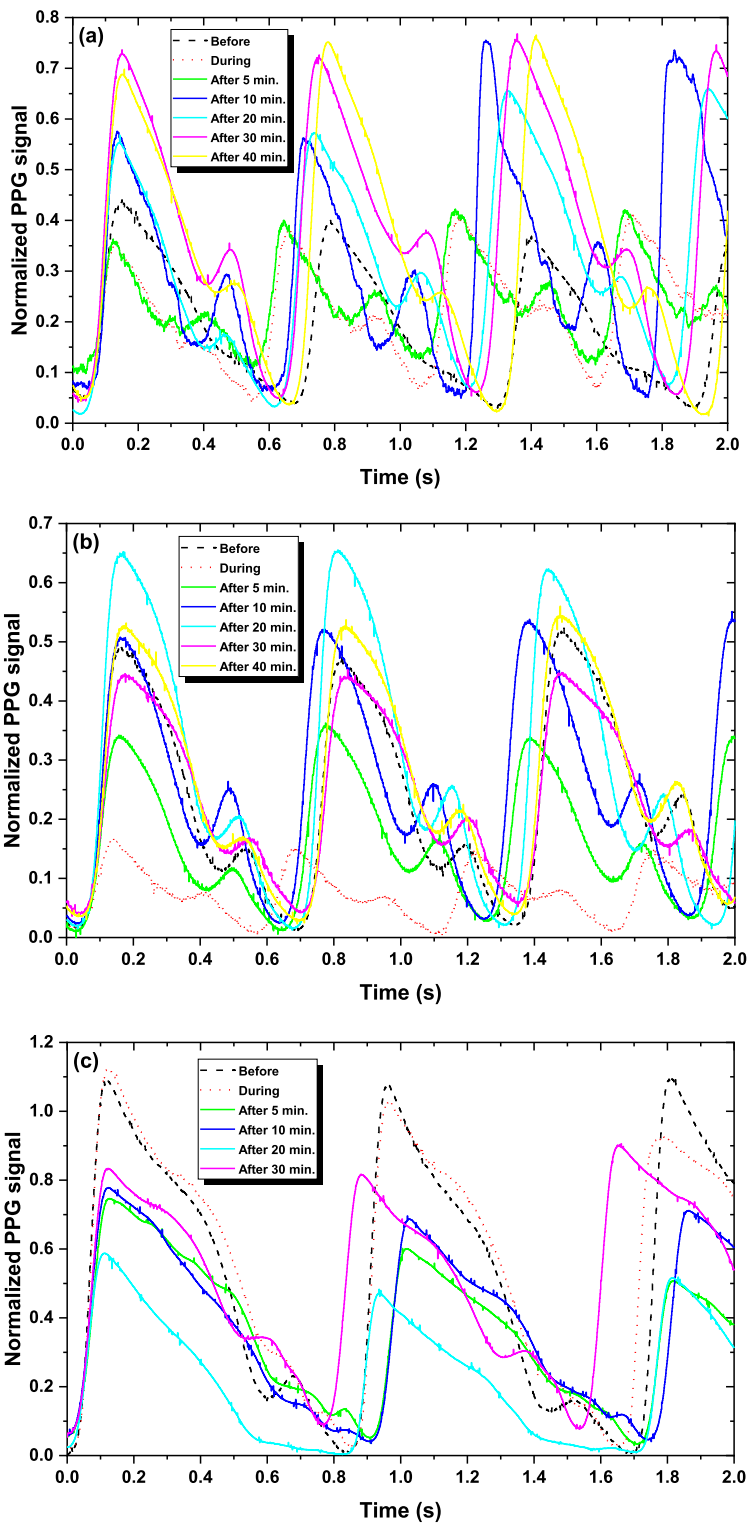 (a)
Before
During
After 5 min.
After 10 min.
After 20 min.
After 30 min.
After 40 min.
Normalized PPG signal
0.8
0.7
0.6
0.5
0.4
0.3
0.2
0.1
0.0
0.0 0.2 0.4 0.6 0.8 1.0 1.2 1.4 1.6 1.8 2.0
Time (s)
(b)
Before
During
After 5 min.
After 10 min.
After 20 min.
After 30 min.
After 40 min.
Normalized PPG signal
0.7
0.6
0.5
0.4
0.3
0.2
0.1
0.0
0.0 0.2 0.4 0.6 0.8 1.0 1.2 1.4 1.6 1.8 2.0
Time (s)
(c)
Before
During
After 5 min.
After 10 min.
After 20 min.
After 30 min.
Normalized PPG signal
1.2
1.0
0.8
0.6
0.4
0.2
0.0
0.0 0.2 0.4 0.6 0.8 1.0 1.2 1.4 1.6 1.8 2.0
Time (s)